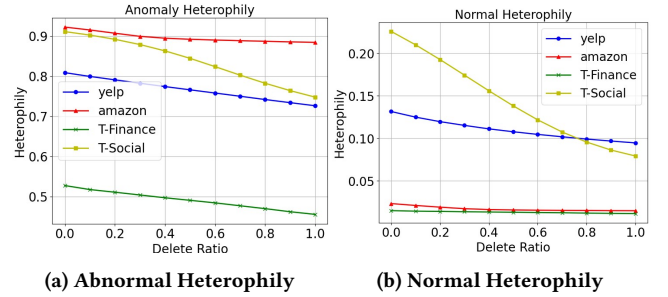 Anomaly Heterophily
Heterophily
0.9
0.8
0.7
0.6
0.5
yelp
amazon
T-Finance
T-Social
0.0 0.2 0.4 0.6 0.8 1.0
Delete Ratio
(a) Abnormal Heterophily
Normal Heterophily
Heterophily
0.20
0.15
0.10
0.05
yelp
amazon
T-Finance
T-Social
0.0 0.2 0.4 0.6 0.8 1.0
Delete Ratio
(b) Normal Heterophily